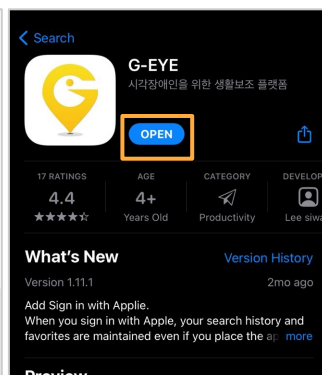 Search
G-EYE
시각장애인을 위한 생활보조 플랫폼
OPEN
17 RATINGS AGE CATEGORY DEVELOP
4.4 4+
Years Old Productivity Lee siwa
What's New Version History
Version 1.11.1 2mo ago
Add Sign in with Applie.
When you sign in with Apple, your search history and
favorites are maintained even if you place the ap more